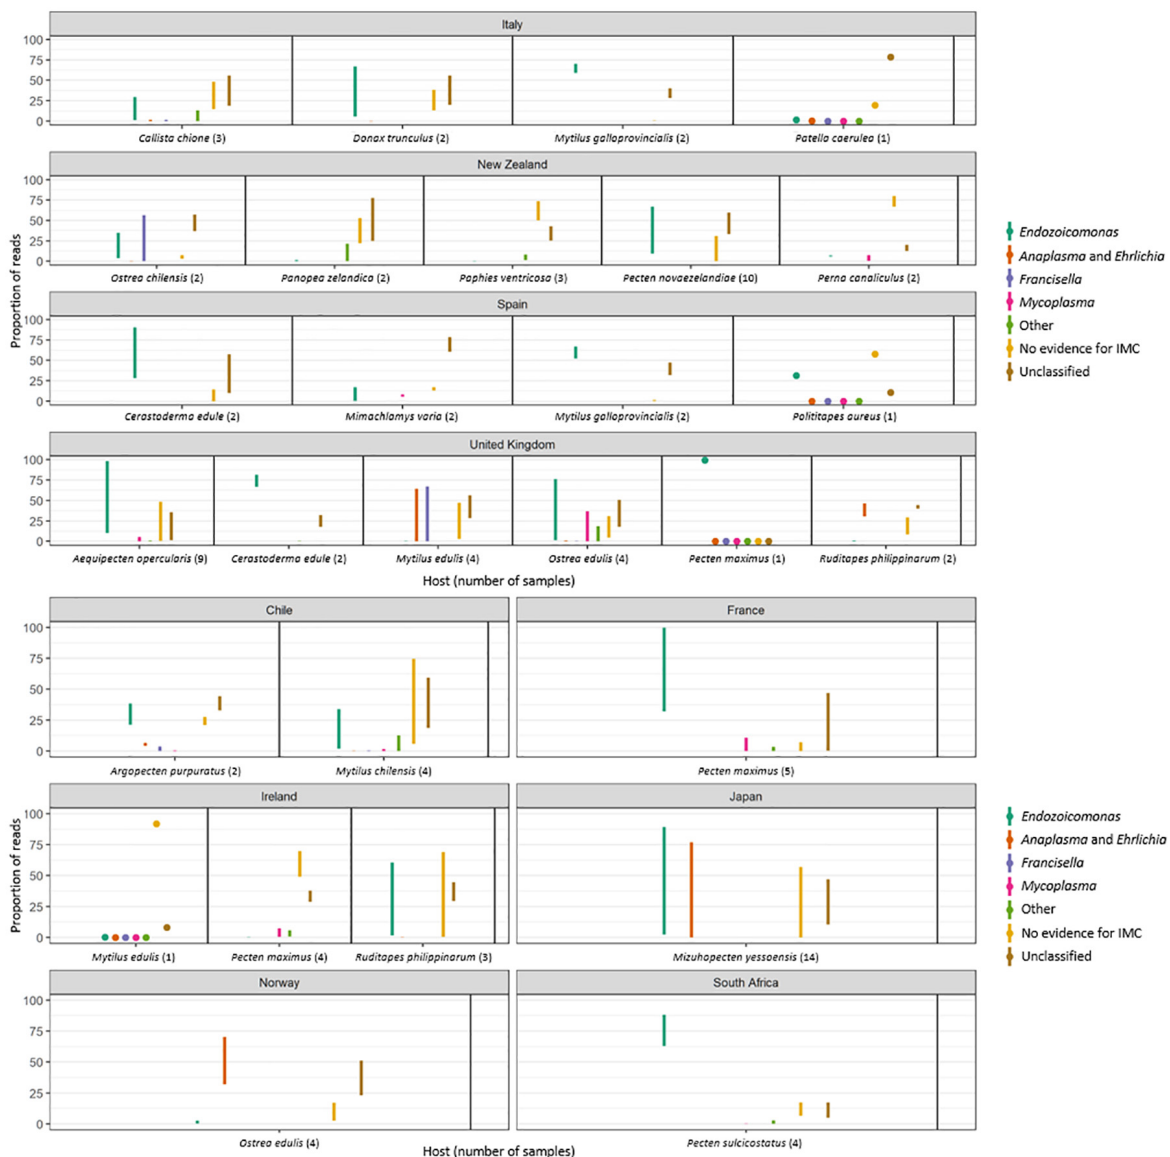 Italy
100
75
50
25
0
Callista chione (3) Donax trunculus (2) Mytilus galloprovincialis (2) Patella caerulea (1)
New Zealand
100
75
50
25
0
Ostrea chilensis (2) Panopea zelandica (2) Paphies ventricosa (3) Pecten novaezelandiae (10) Perna canaliculus (2)
Proportion of reads
Spain
100
75
50
25
0
Cerastoderma edule (2) Mimachlamys varia (2) Mytilus galloprovincialis (2) Polititapes aureus (1)
United Kingdom
100
75
50
25
0
Aequipecten opercularis (9) Cerastoderma edule (2) Mytilus edulis (4) Ostrea edulis (4) Pecten maximus (1) Ruditapes philippinarum (2)
Host (number of samples)
Endozoicomonas
Anaplasma and Ehrlichia
Francisella
Mycoplasma
Other
No evidence for IMC
Unclassified
Chile France
100
75
50
25
0
Argopecten purpuratus (2) Mytilus chilensis (4) Pecten maximus (5)
Ireland Japan
100
75
50
25
0
Mytilus edulis (1) Pecten maximus (4) Ruditapes philippinarum (3) Mizuhopecten yessoensis (14)
Proportion of reads
Norway South Africa
100
75
50
25
0
Ostrea edulis (4) Pecten sulcicostatus (4)
Host (number of samples)
Endozoicomonas
Anaplasma and Ehrlichia
Francisella
Mycoplasma
Other
No evidence for IMC
Unclassified